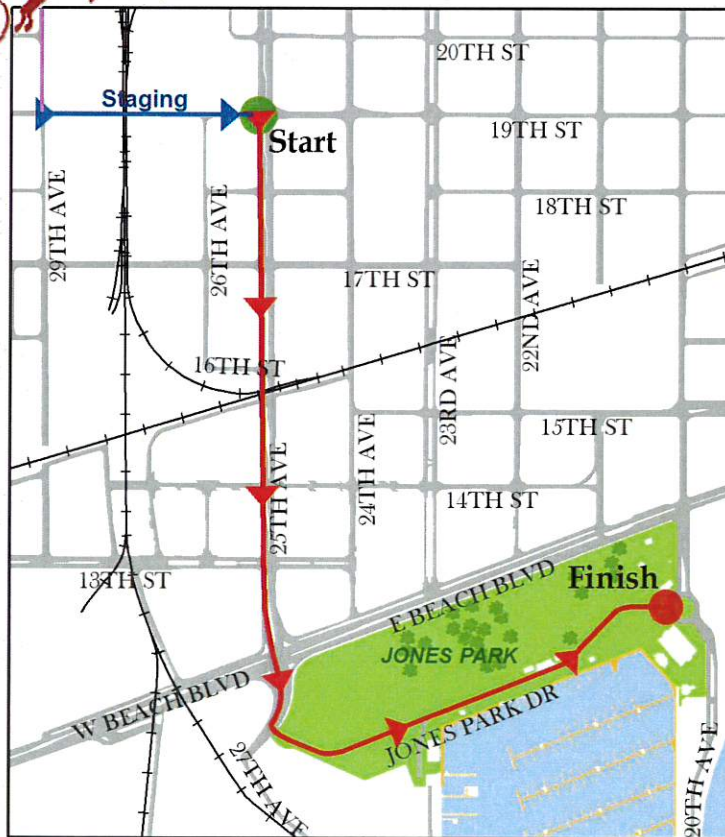 20TH ST
Staging
19TH ST
Start
29TH AVE
26TH AVE
18TH ST
17TH ST
22ND AVE
16TH ST
23RD AVE
15TH ST
25TH AVE
24TH AVE
14TH ST
13TH ST
E BEACH BLVD
Finish
JONES PARK
W BEACH BLVD
JONES PARK DR
27TH AVE
20TH AVE